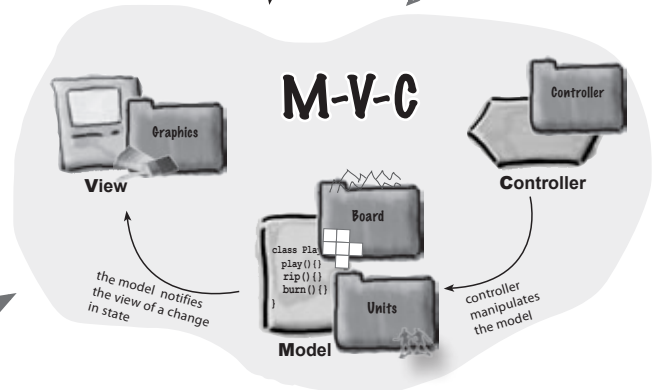 M-V-C
Graphics
View
Controller
Controller
Board
class Pla
play(){}
rip(){}
burn(){}
}
Units
Model
the model notifies
the view of a change
in state
controller
manipulates
the model